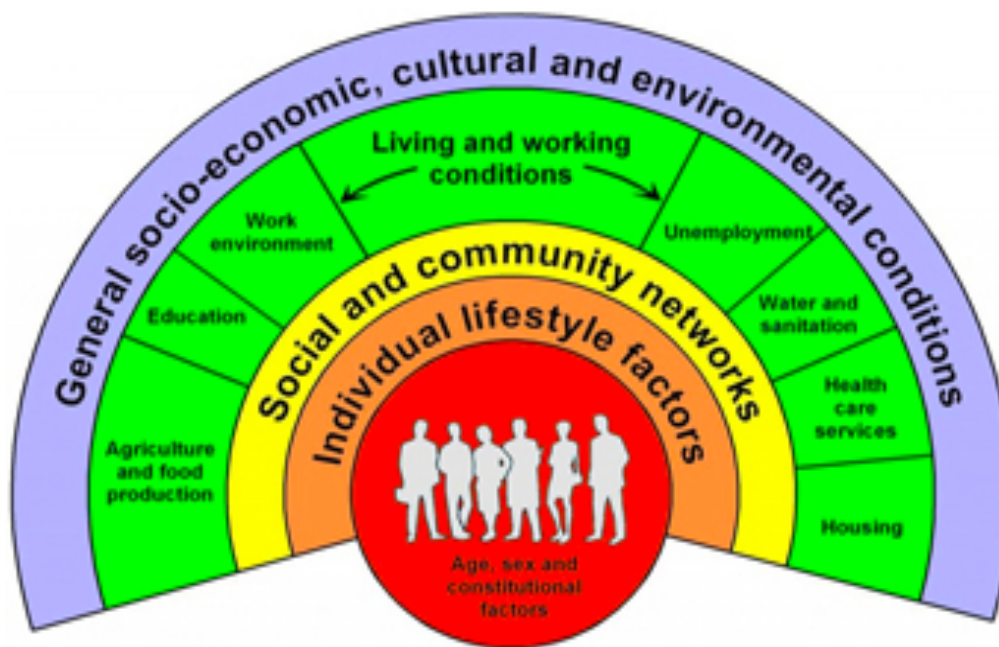 General socio-economic, cultural and environmental conditions
Living and working
conditions
Work
environment
Education
Agriculture
and food
production
Unemployment
Water and
sanitation
Health
care
services
Housing
Social and community networks
Individual lifestyle factors
Age, sex and
constitutional
factors